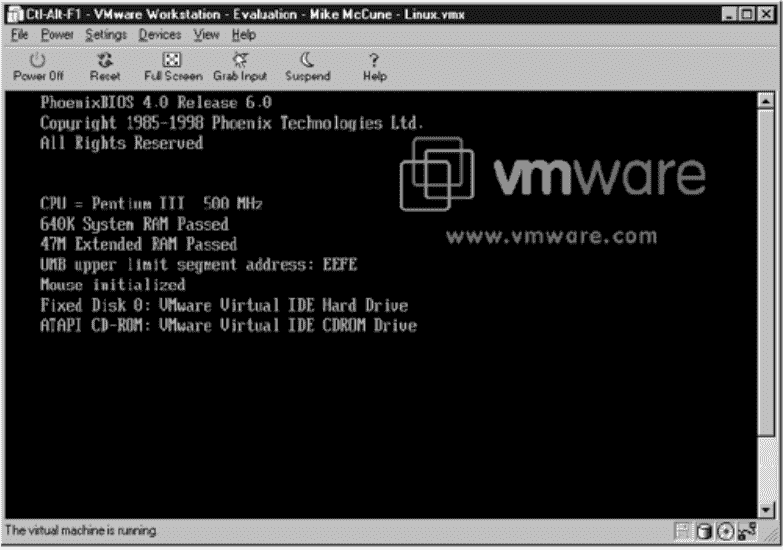 Ctl-Alt-F1 - VMware Workstation - Evaluation - Mike McCune - Linux.vmx
File Power Settings Devices View Help
Power Off Reset Full Screen Grab Input Suspend Help
PhoenixBIOS 4.0 Release 6.0
Copyright 1985-1998 Phoenix Technologies Ltd.
All Rights Reserved
vmware
www.vmware.com
CPU = Pentium III 500 MHz
640K System RAM Passed
47M Extended RAM Passed
UMB upper limit segment address: EEFE
Mouse initialized
Fixed Disk 0: VMware Virtual IDE Hard Drive
ATAPI CD-ROM: VMware Virtual IDE CDROM Drive
The virtual machine is running.